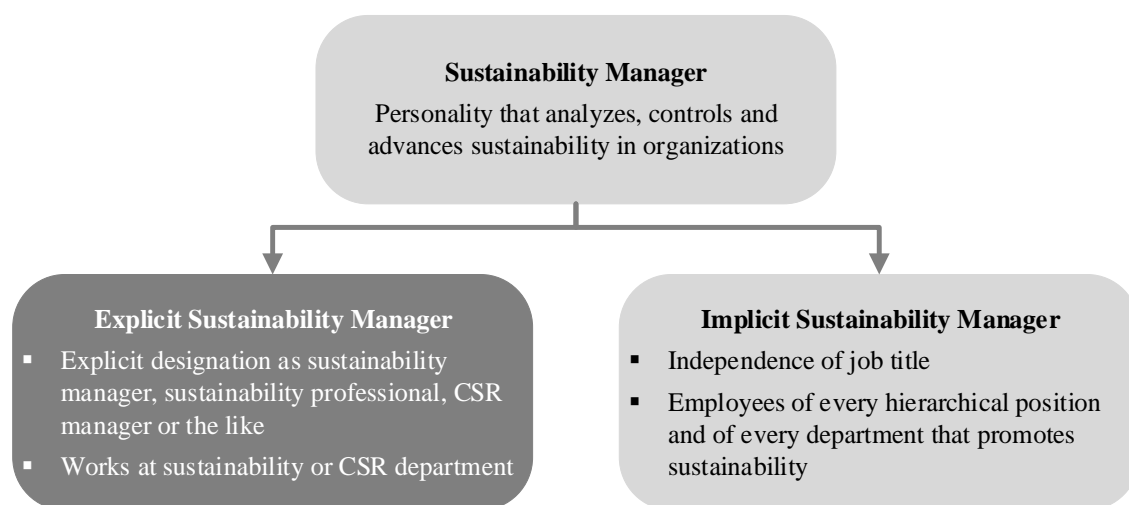 Sustainability Manager
Personality that analyzes, controls and
advances sustainability in organizations
Explicit Sustainability Manager
▪ Explicit designation as sustainability
manager, sustainability professional, CSR
manager or the like
▪ Works at sustainability or CSR department
Implicit Sustainability Manager
▪ Independence of job title
▪ Employees of every hierarchical position
and of every department that promotes
sustainability